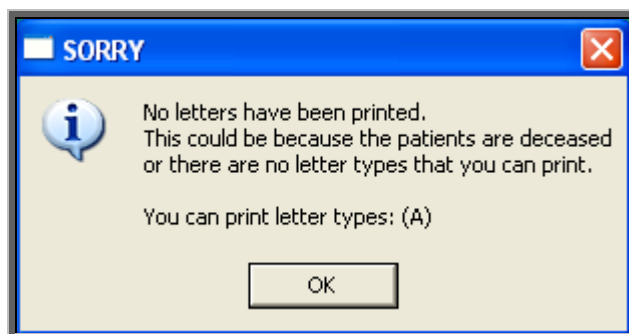 SORRY
No letters have been printed.
This could be because the patients are deceased
or there are no letter types that you can print.
You can print letter types: (A)
OK